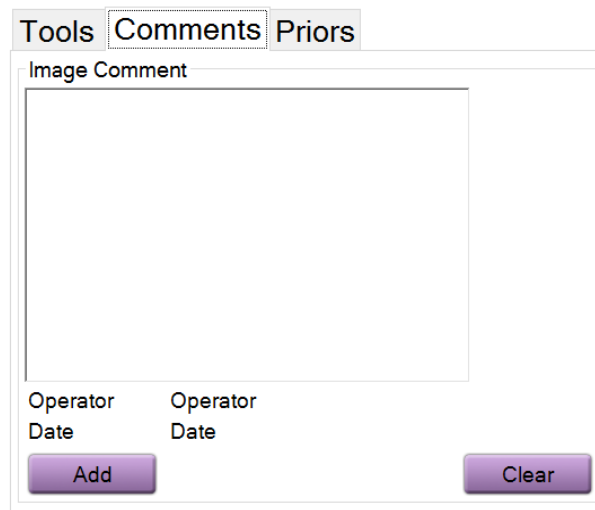 Tools Comments Priors
Image Comment
Operator Operator
Date Date
Add Clear